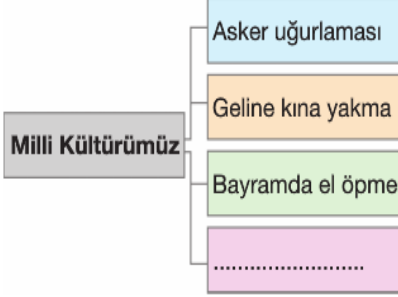 Asker uğurlaması
Geline kına yakma
Milli Kültürümüz
Bayramda el öpme
.........................